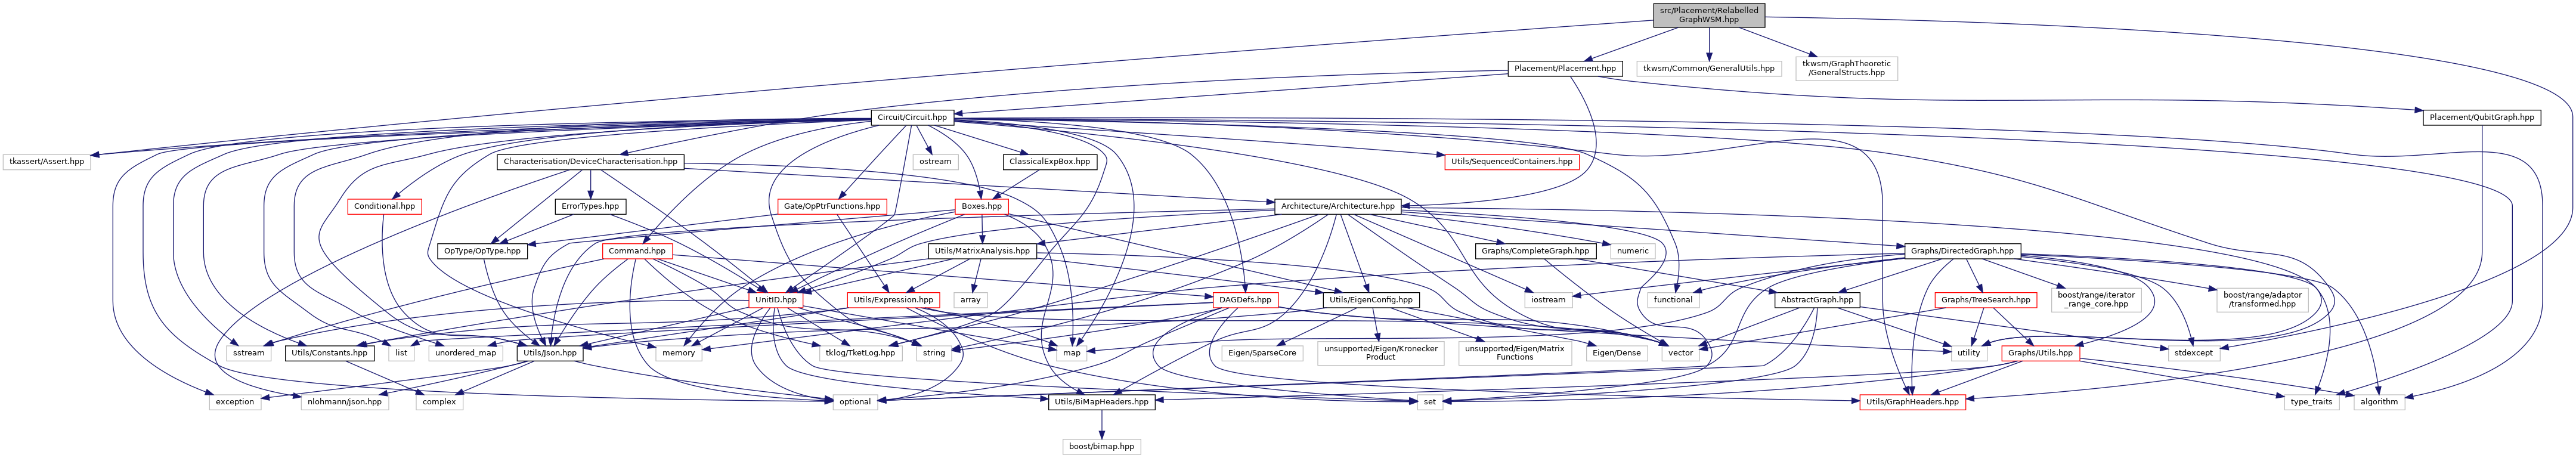 src/Placement/Relabelled
GraphWSM.hpp
Placement/Placement.hpp
tkwsm/Common/GeneralUtils.hpp
tkwsm/GraphTheoretic
/GeneralStructs.hpp
Circuit/Circuit.hpp
Placement/QubitGraph.hpp
tkassert/Assert.hpp
Characterisation/DeviceCharacterisation.hpp
ostream
ClassicalExpBox.hpp
Utils/SequencedContainers.hpp
Conditional.hpp
ErrorTypes.hpp
Gate/OpPtrFunctions.hpp
Boxes.hpp
Architecture/Architecture.hpp
OpType/OpType.hpp
Command.hpp
Utils/MatrixAnalysis.hpp
Graphs/CompleteGraph.hpp
numeric
Graphs/DirectedGraph.hpp
UnitID.hpp
Utils/Expression.hpp
array
DAGDefs.hpp
Utils/EigenConfig.hpp
iostream
functional
AbstractGraph.hpp
Graphs/TreeSearch.hpp
boost/range/iterator
_range_core.hpp
boost/range/adaptor
/transformed.hpp
sstream
Utils/Constants.hpp
list
unordered_map
Utils/Json.hpp
memory
tklog/TketLog.hpp
string
map
Eigen/SparseCore
unsupported/Eigen/Kronecker
Product
unsupported/Eigen/Matrix
Functions
Eigen/Dense
vector
utility
Graphs/Utils.hpp
stdexcept
exception
nlohmann/json.hpp
complex
optional
Utils/BiMapHeaders.hpp
set
Utils/GraphHeaders.hpp
type_traits
algorithm
boost/bimap.hpp